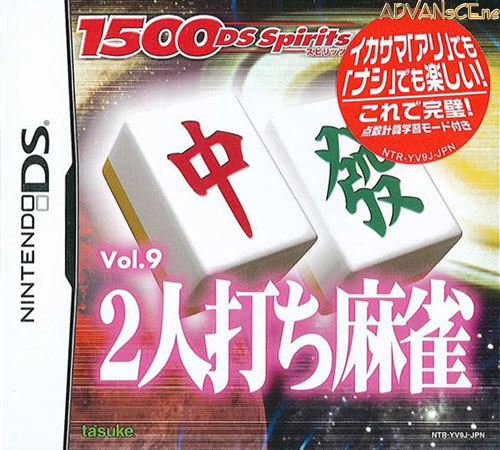 ADVANsCE.ne
1500DS Spirits
スピリッツ
イカサマ「アリ」でも
「ナシ」でも楽しい!
これで完璧!
点数計算学習モード付き
NTR-YV9J-JPN
NINTENDO DS
中
發
Vol.9
2人打ち麻雀
tasuke
NTR-YV9J-JPN